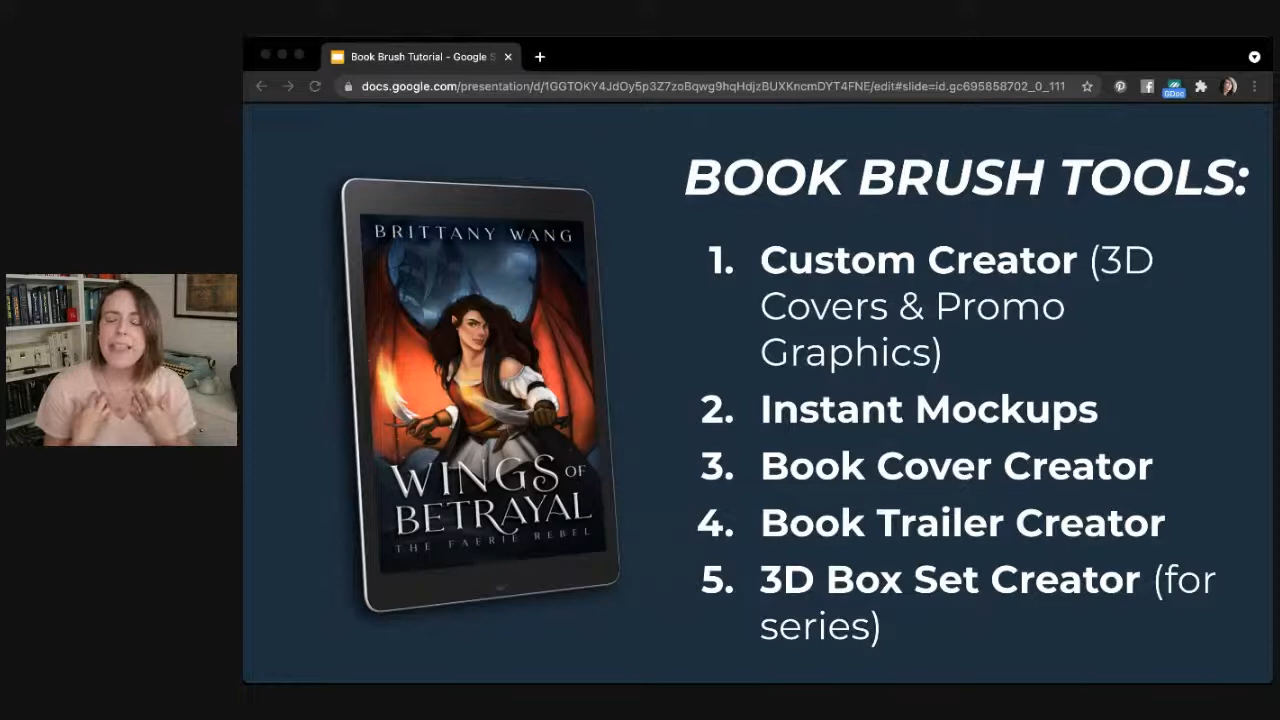 Book Brush Tutorial - Google S
docs.google.com/presentation/d/1GGTOKY4JdOy5p3Z7zoBqwg9hqHdjzBUXKncmDYT4FNE/edit#slide=id.gc695858702_0_111
GDoc
BOOK BRUSH TOOLS:
1. Custom Creator (3D
Covers & Promo
Graphics)
2. Instant Mockups
3. Book Cover Creator
4. Book Trailer Creator
5. 3D Box Set Creator (for
series)
BRITTANY WANG
WINGS OF
BETRAYAL
THE FAERIE REBEL